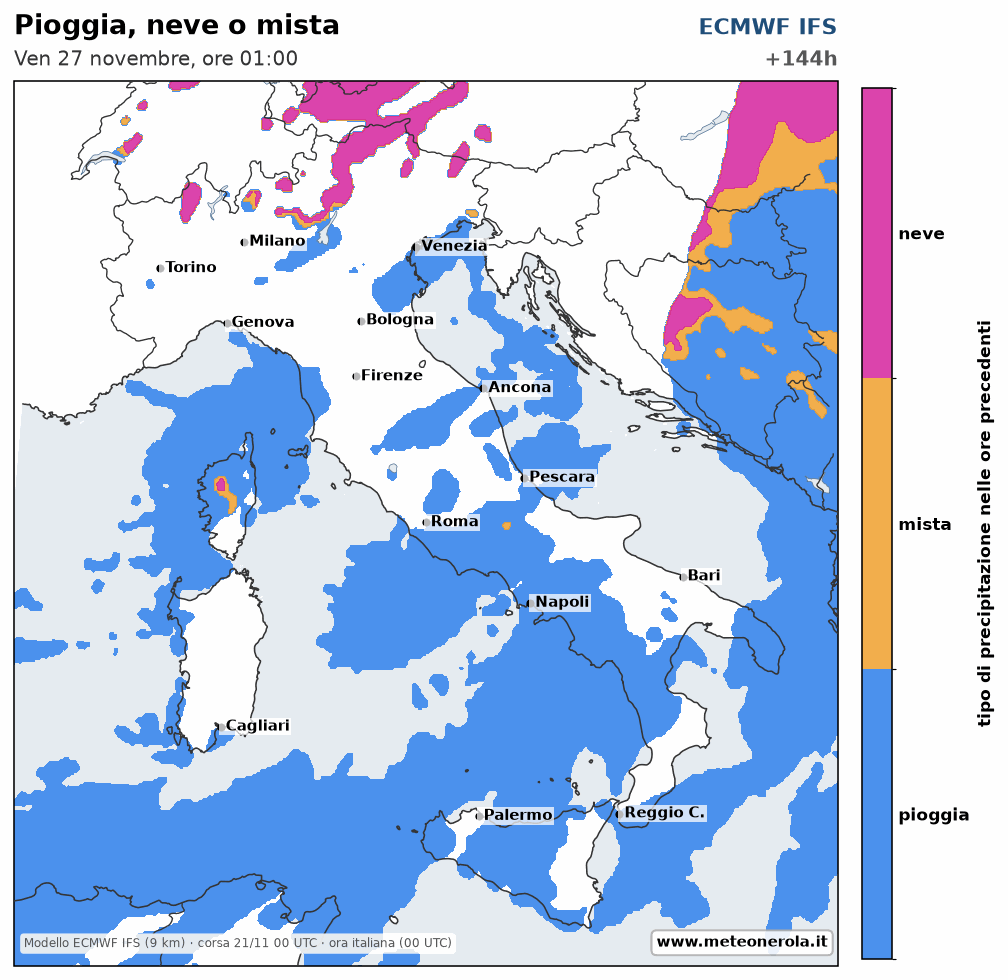 Pioggia, neve o mista
ECMWF IFS
Ven 27 novembre, ore 01:00
+144h
neve
mista
pioggia
tipo di precipitazione nelle ore precedenti
Milano
Venezia
Torino
Genova
Bologna
Firenze
Ancona
Pescara
Roma
Bari
Napoli
Cagliari
Palermo
Reggio C.
Modello ECMWF IFS (9 km) · corsa 21/11 00 UTC · ora italiana (00 UTC)
www.meteonerola.it